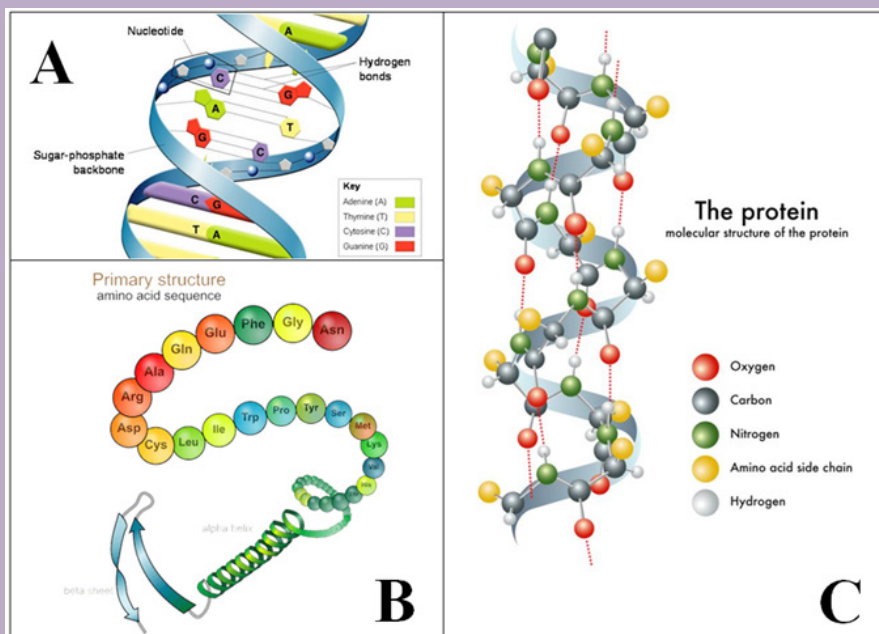 A
Nucleotide
Hydrogen
bonds
Sugar-phosphate
backbone
A
C
G
A
T
G
C
C G
T A
Key
Adenine (A)
Thymine (T)
Cytosine (C)
Guanine (G)
Primary structure
amino acid sequence
Asn
Gly
Phe
Glu
Gln
Ala
Arg
Asp
Cys
Leu
Ile
Trp
Pro
Tyr
Ser
Met
Lys
Val
His
alpha helix
beta sheet
B
The protein
molecular structure of the protein
Oxygen
Carbon
Nitrogen
Amino acid side chain
Hydrogen
C